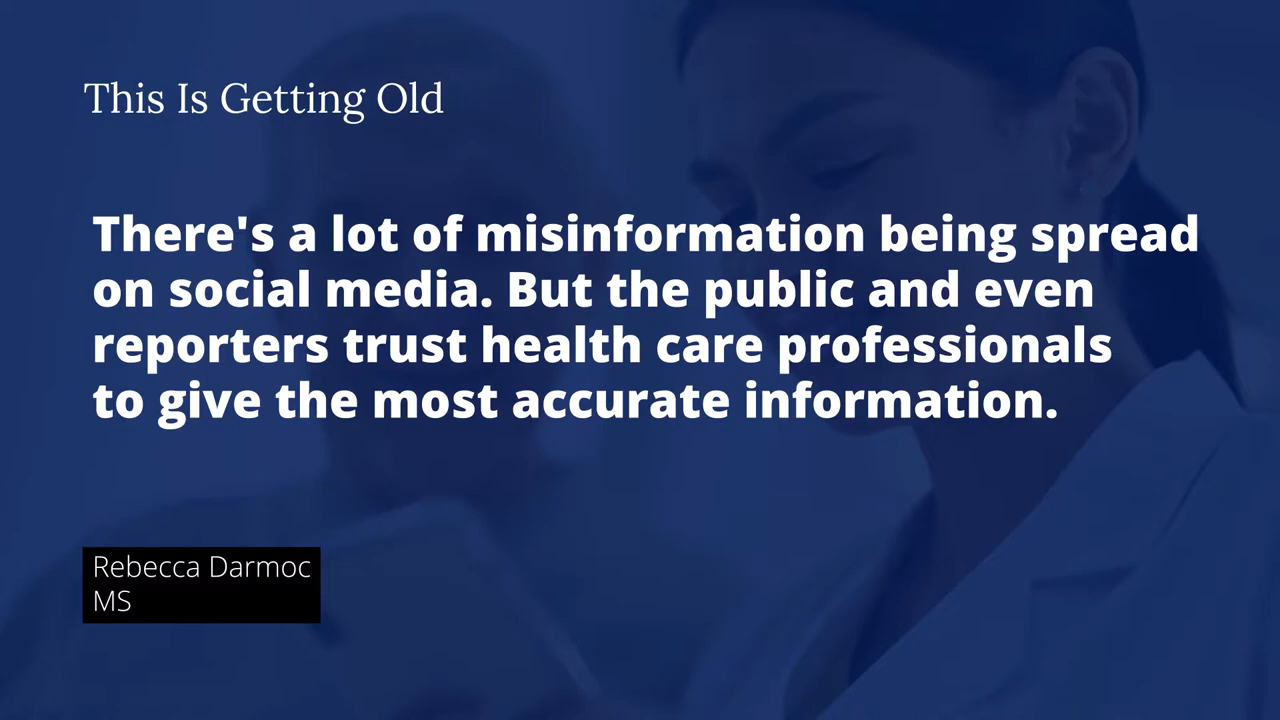 This Is Getting Old
There's a lot of misinformation being spread
on social media. But the public and even
reporters trust health care professionals
to give the most accurate information.
Rebecca Darmoc
MS